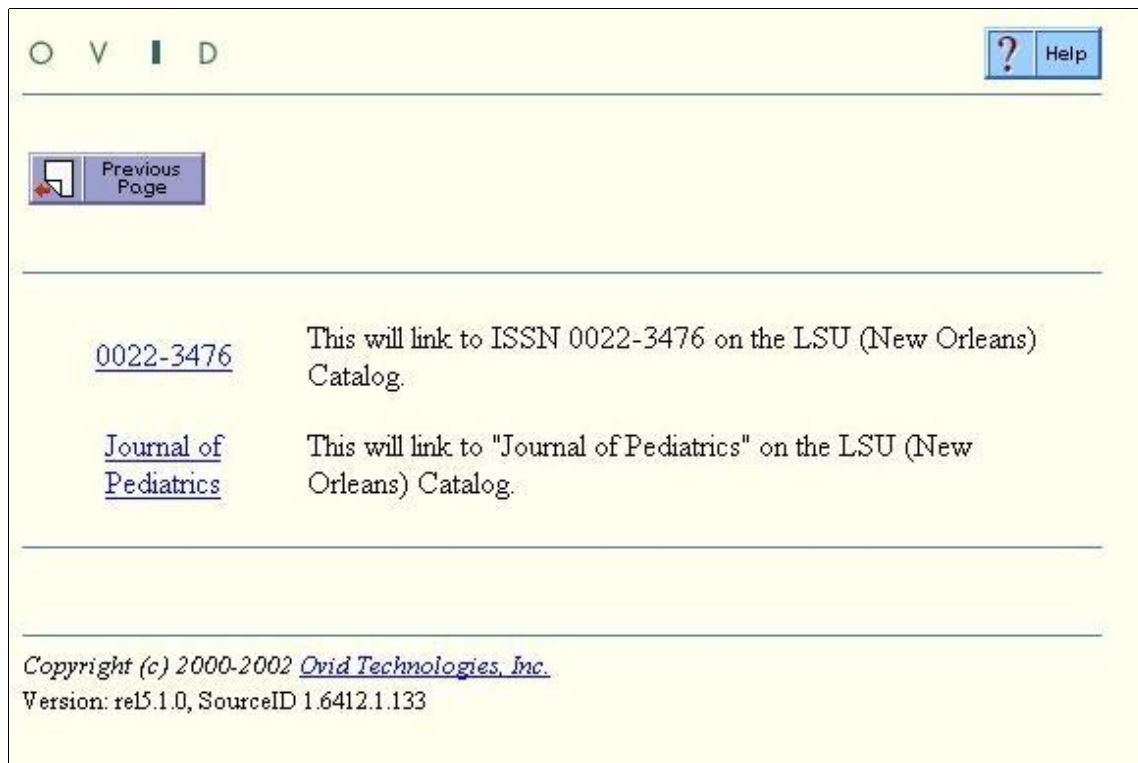 O V I D
? Help
Previous
Page
0022-3476
This will link to ISSN 0022-3476 on the LSU (New Orleans)
Catalog.
Journal of
Pediatrics
This will link to "Journal of Pediatrics" on the LSU (New
Orleans) Catalog.
Copyright (c) 2000-2002 Ovid Technologies, Inc.
Version: rel5.1.0, SourceID 1.6412.1.133